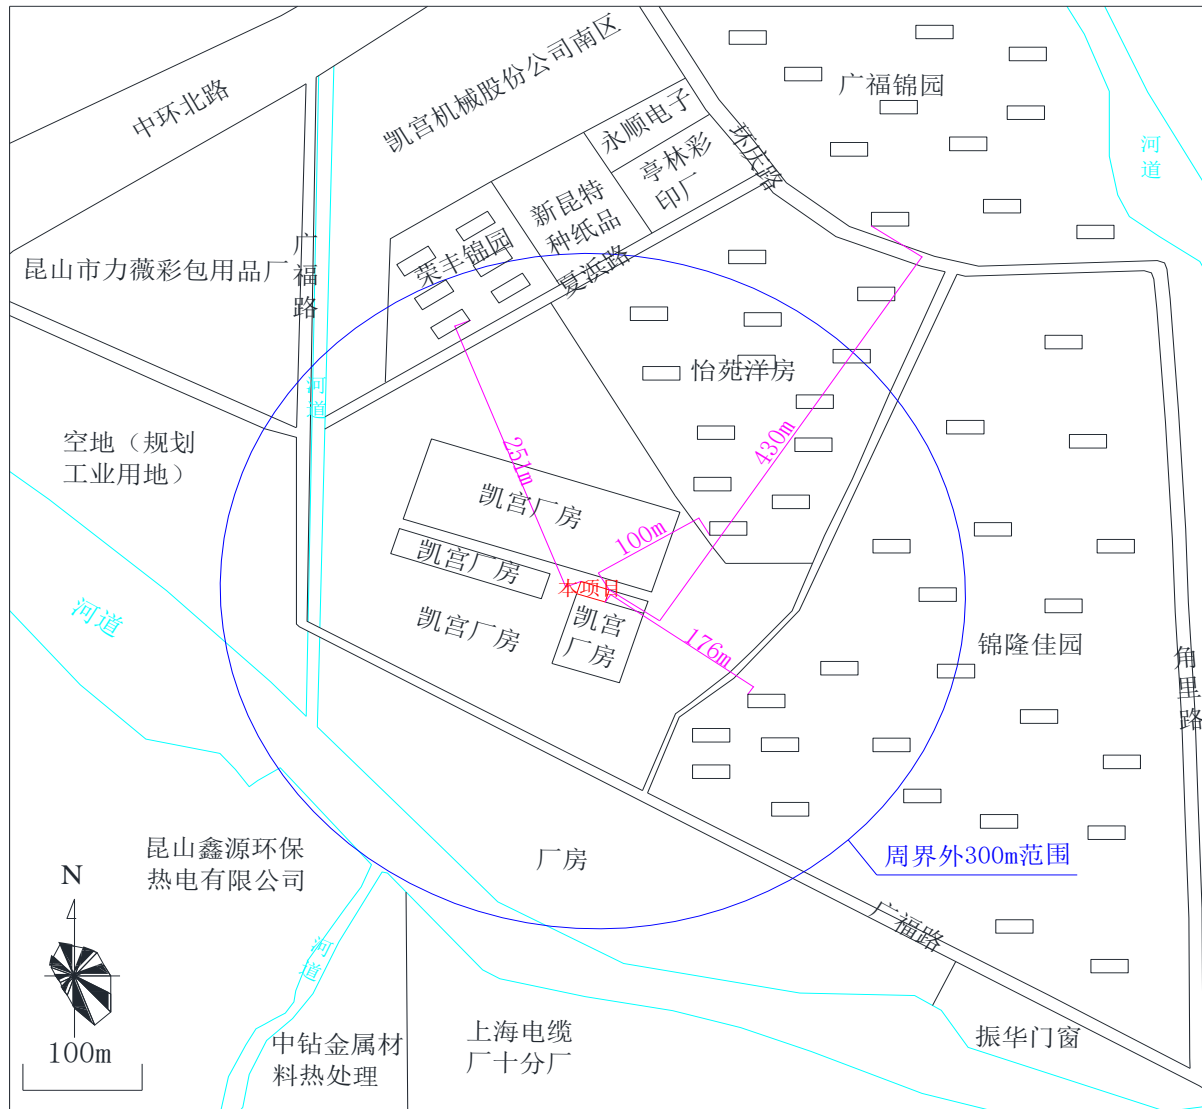 中环北路
凯宫机械股份公司南区
广福锦园
河道
永顺电子
环庆路
亭林彩
印厂
新昆特
种纸品
荣丰锦园
夏浜路
广福路
昆山市力薇彩包用品厂
河道
怡苑洋房
空地（规划
工业用地）
251m
430m
凯宫厂房
100m
凯宫厂房
本项目
凯宫厂房
凯宫
厂房
176m
河道
锦隆佳园
角里路
昆山鑫源环保
热电有限公司
厂房
周界外300m范围
N
广福路
河道
100m
中钻金属材
料热处理
上海电缆
厂十分厂
振华门窗